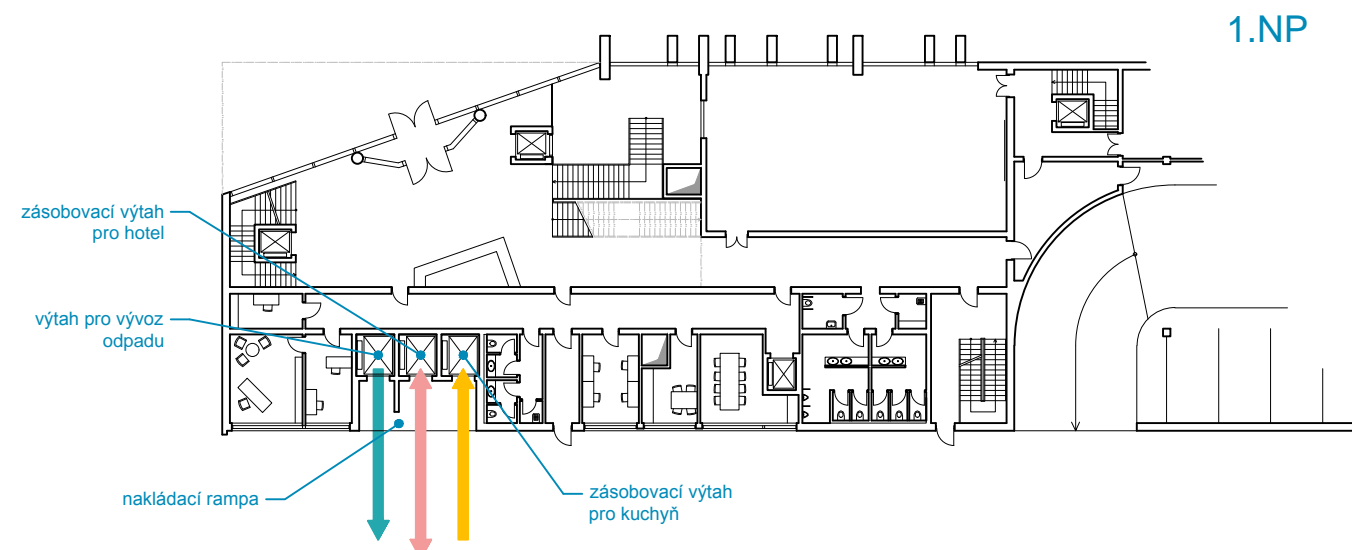 1.NP
zásobovací výtah
pro hotel
výtah pro vývoz
odpadu
nakládací rampa
zásobovací výtah
pro kuchyň